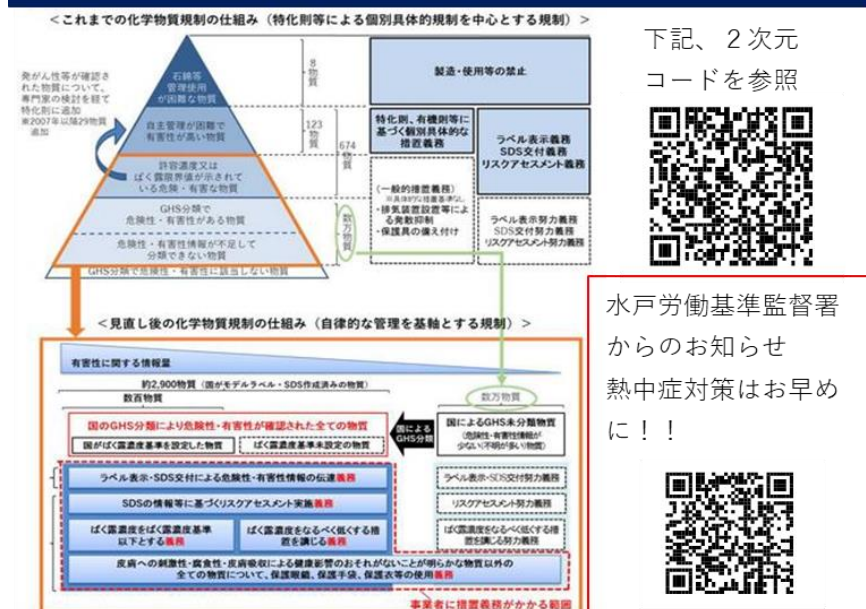 ＜これまでの化学物質規制の仕組み（特化則等による個別具体的規制を中心とする規制）＞
発がん性等が確認さ
れた物質について、
専門家の検討を経て
特化則に追加
※2007年以降29物質
追加
石綿等
管理使用
が困難な物質
自主管理が困難で
有害性が高い物質
許容濃度又は
ばく露限界値が示されて
いる危険・有害な物質
GHS分類で
危険性・有害性がある物質
危険性・有害性情報が不足して
分類できない物質
GHS分類で危険性・有害性に該当しない物質
8物質
123物質
674物質
数万物質
製造・使用等の禁止
特化則、有機則等に
基づく個別具体的な
措置義務
ラベル表示義務
SDS交付義務
リスクアセスメント義務
（一般的措置義務）
※具体的な措置基準なし
・排気装置設置等によ
る発散抑制
・保護具の備え付け
ラベル表示努力義務
SDS交付努力義務
リスクアセスメント努力義務
＜見直し後の化学物質規制の仕組み（自律的な管理を基軸とする規制）＞
有害性に関する情報量
約2,900物質（国がモデルラベル・SDS作成済みの物質）
数百物質
数万物質
国のGHS分類により危険性・有害性が確認された全ての物質
国がばく露濃度基準を設定した物質
ばく露濃度基準未設定の物質
国による
GHS分類
国によるGHS未分類物質
（危険性・有害性情報が
少ない（不明が多い）物質）
ラベル表示・SDS交付による危険性・有害性情報の伝達義務
ラベル表示・SDS交付努力義務
SDSの情報等に基づくリスクアセスメント実施義務
リスクアセスメント努力義務
ばく露濃度をばく露濃度基準
以下とする義務
ばく露濃度をなるべく低くする措
置を講じる義務
ばく露濃度をなるべく低くする措
置を講じる努力義務
皮膚への刺激性・腐食性・皮膚吸収による健康影響のおそれがないことが明らかな物質以外の
全ての物質について、保護眼鏡、保護手袋、保護衣等の使用義務
事業者に措置義務がかかる範囲
下記、２次元
コードを参照
水戸労働基準監督署
からのお知らせ
熱中症対策はお早め
に！！